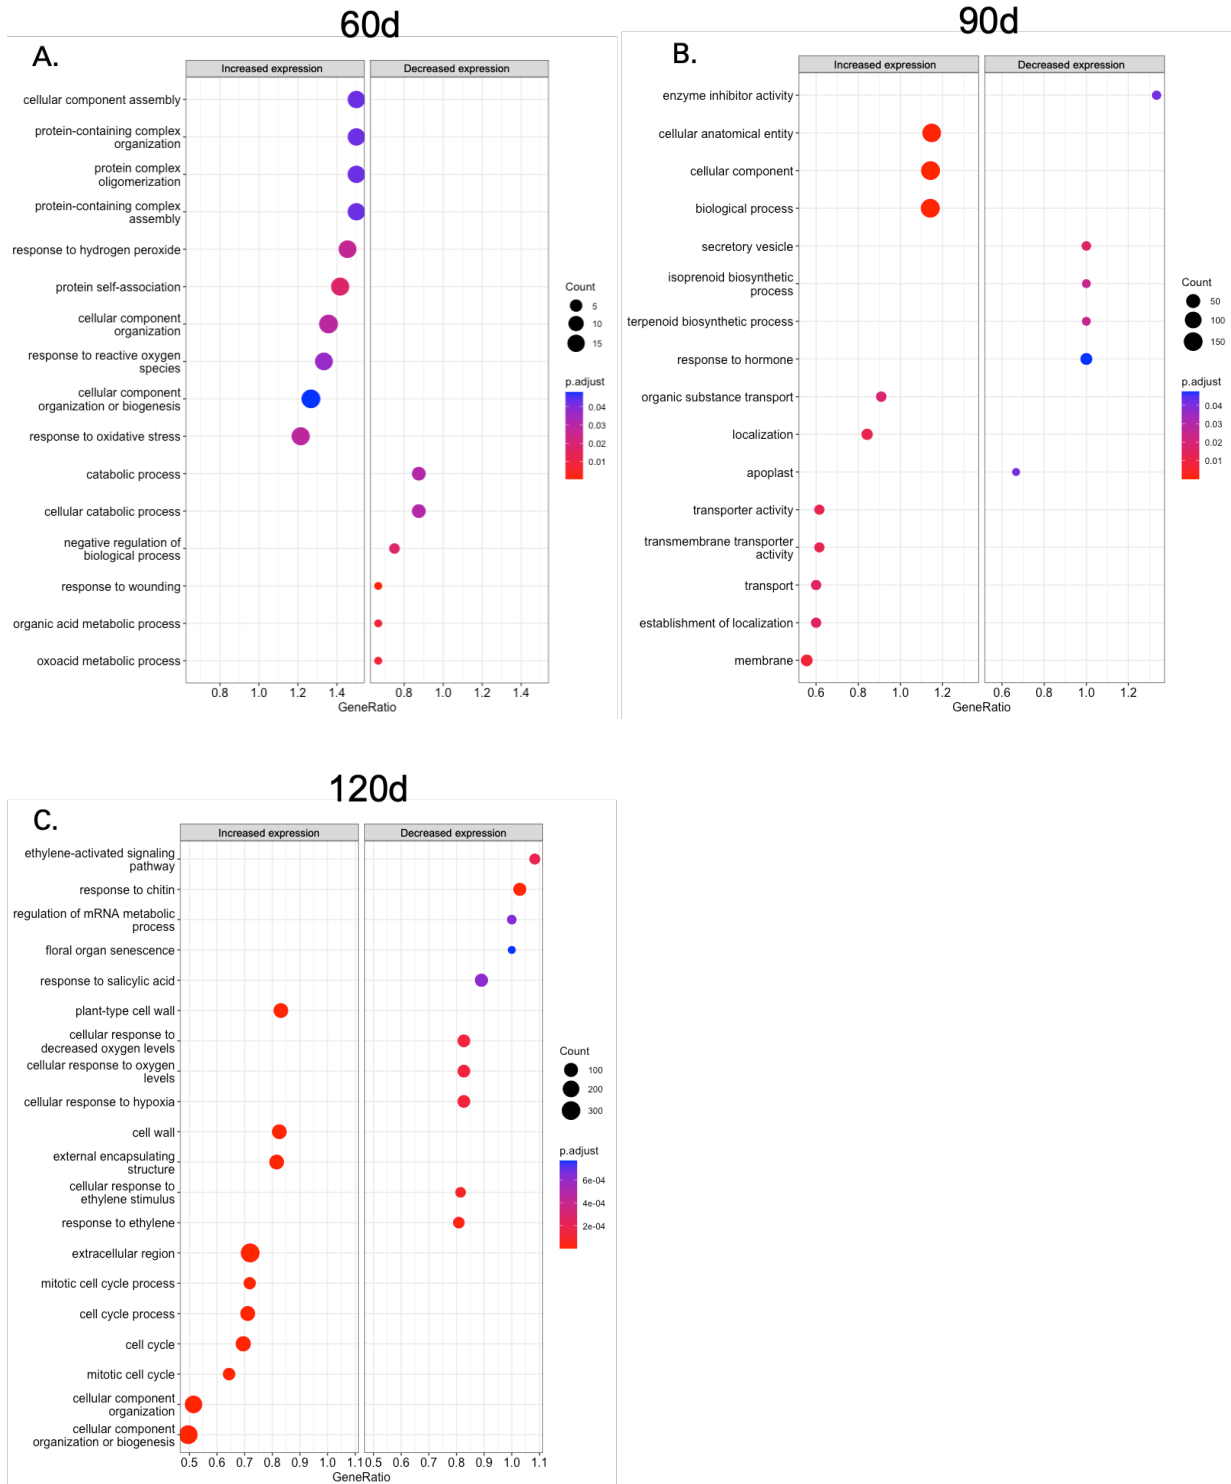 60d
A.
Increased expression
Decreased expression
cellular component assembly
protein-containing complex
organization
protein complex
oligomerization
protein-containing complex
assembly
response to hydrogen peroxide
protein self-association
cellular component
organization
response to reactive oxygen
species
cellular component
organization or biogenesis
response to oxidative stress
catabolic process
cellular catabolic process
negative regulation of
biological process
response to wounding
organic acid metabolic process
oxoacid metabolic process
0.8 1.0 1.2 1.4 0.8 1.0 1.2 1.4
GeneRatio
Count
5
10
15
p.adjust
0.04
0.03
0.02
0.01
90d
B.
Increased expression
Decreased expression
enzyme inhibitor activity
cellular anatomical entity
cellular component
biological process
secretory vesicle
isoprenoid biosynthetic
process
terpenoid biosynthetic process
response to hormone
organic substance transport
localization
apoplast
transporter activity
transmembrane transporter
activity
transport
establishment of localization
membrane
0.6 0.8 1.0 1.2 0.6 0.8 1.0 1.2
GeneRatio
Count
50
100
150
p.adjust
0.04
0.03
0.02
0.01
120d
C.
Increased expression
Decreased expression
ethylene-activated signaling
pathway
response to chitin
regulation of mRNA metabolic
process
floral organ senescence
response to salicylic acid
plant-type cell wall
cellular response to
decreased oxygen levels
cellular response to oxygen
levels
cellular response to hypoxia
cell wall
external encapsulating
structure
cellular response to
ethylene stimulus
response to ethylene
extracellular region
mitotic cell cycle process
cell cycle process
cell cycle
mitotic cell cycle
cellular component
organization
cellular component
organization or biogenesis
0.5 0.6 0.7 0.8 0.9 1.0 1.1 0.5 0.6 0.7 0.8 0.9 1.0 1.1
GeneRatio
Count
100
200
300
p.adjust
6e-04
4e-04
2e-04